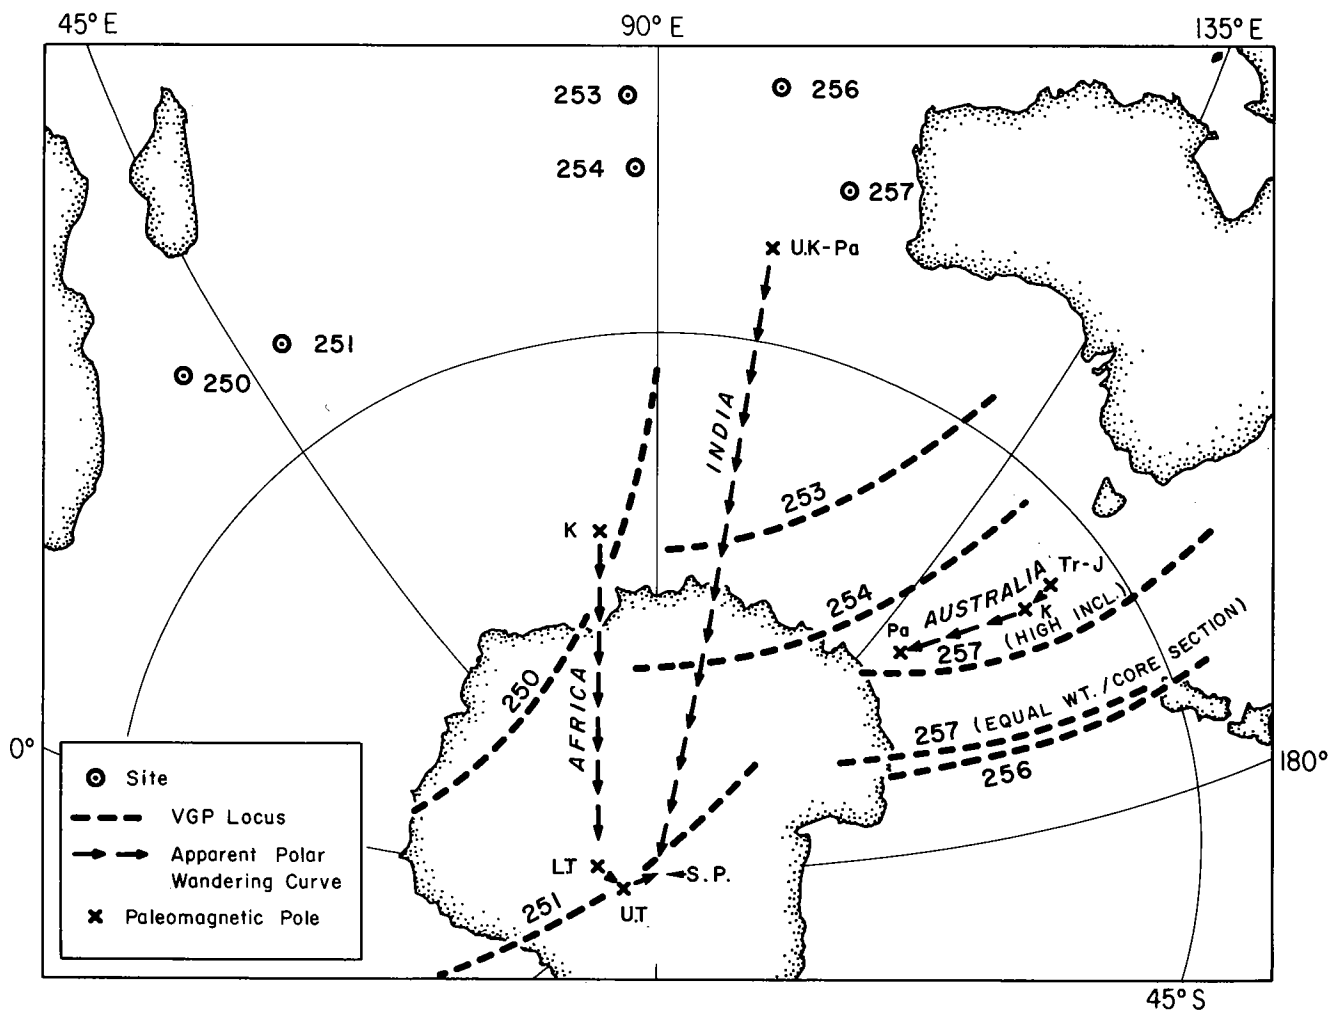 45° E
90° E
135° E
253
256
254
257
U.K-Pa
251
250
INDIA
253
K
Tr-J
AUSTRALIA
254
K
Pa
257 (HIGH INCL.)
250
AFRICA
257 (EQUAL WT./CORE SECTION)
256
0°
180°
Site
VGP Locus
Apparent Polar
Wandering Curve
Paleomagnetic Pole
L.T
S.P.
U.T
251
45° S